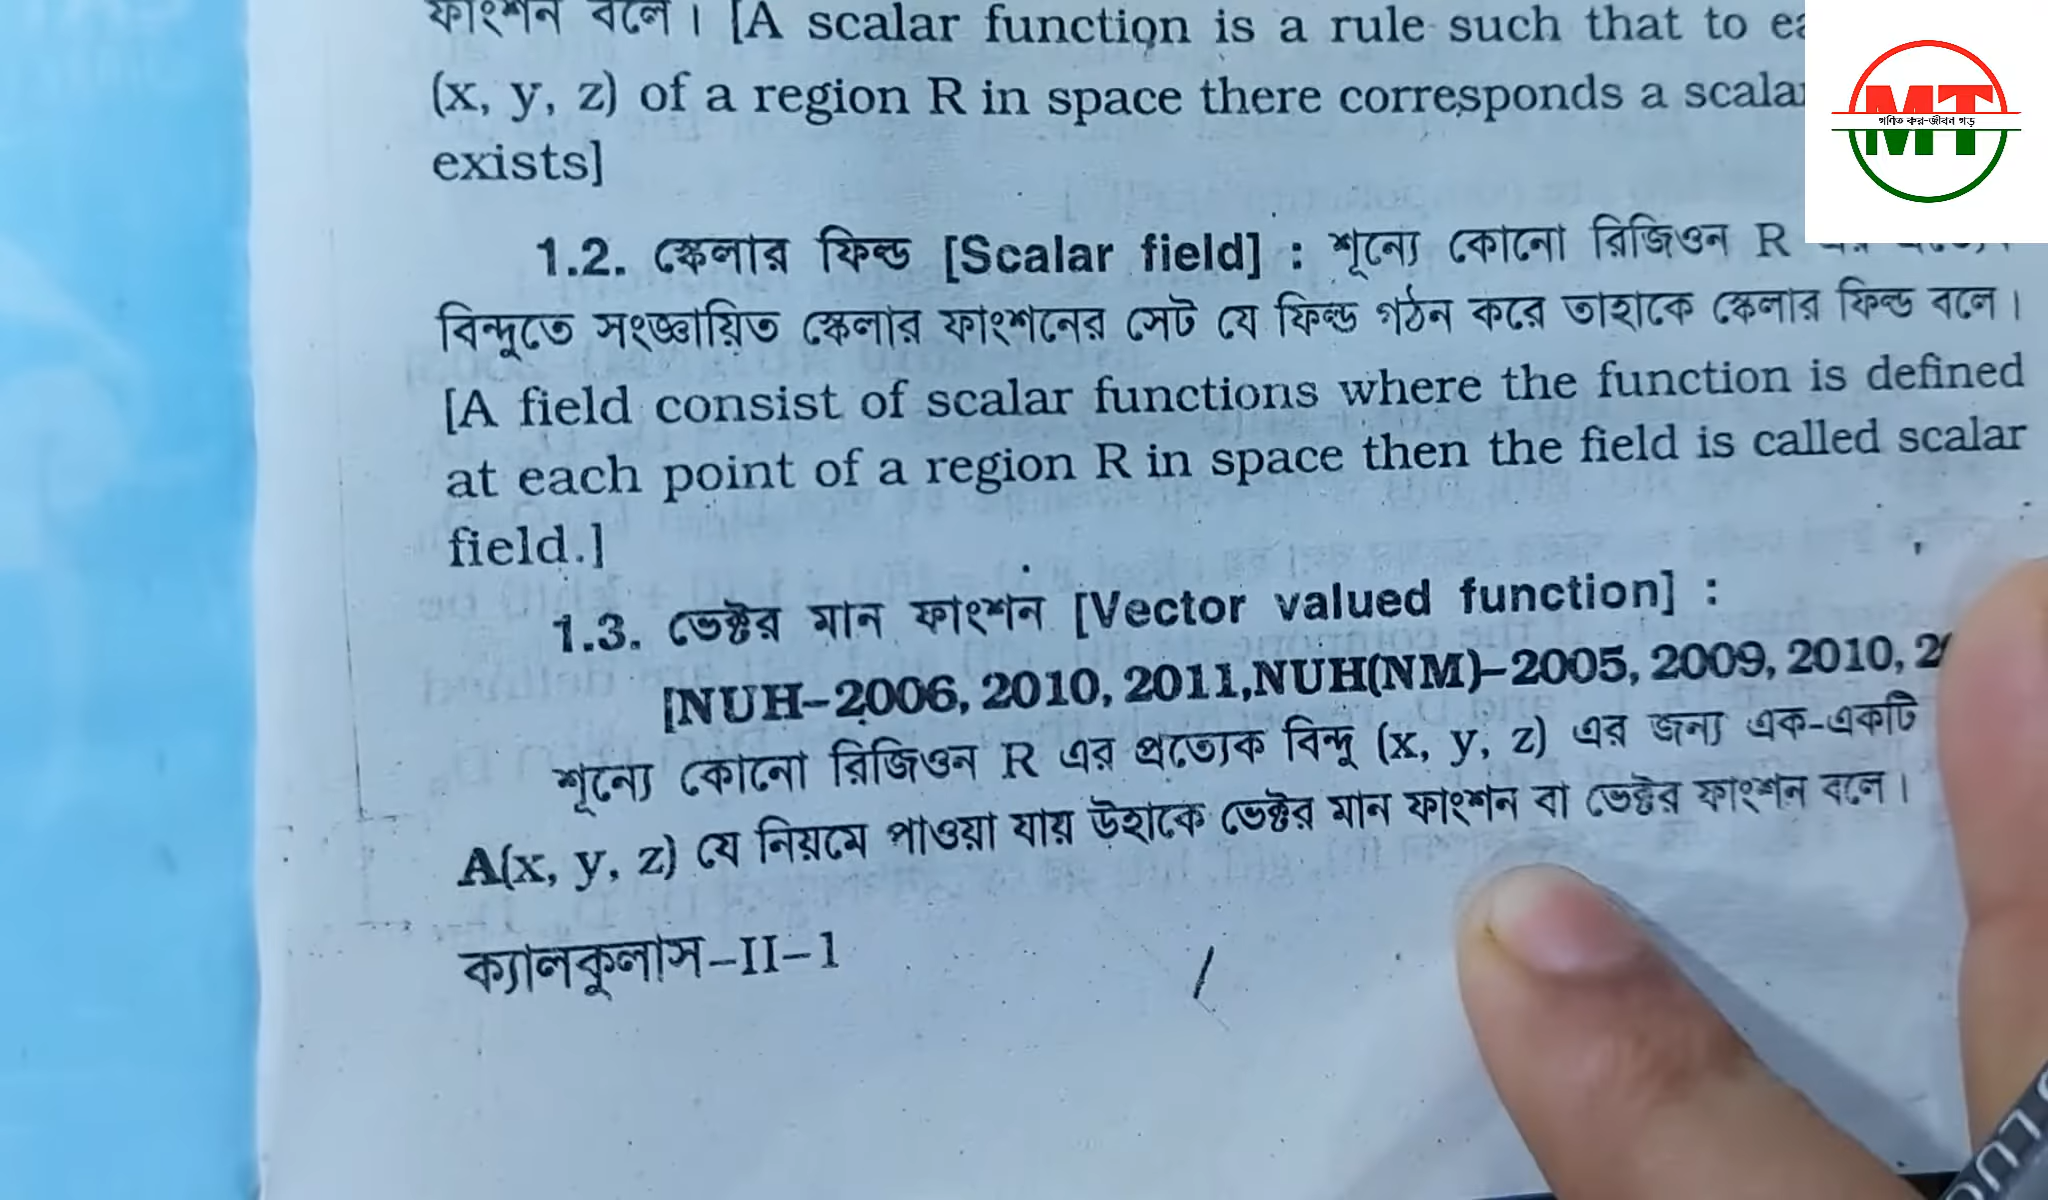 ফাংশন বলে। [A scalar function is a rule such that to
(x, y, z) of a region R in space there corresponds a
exists]
1.2. স্কেলার ফিল্ড [Scalar field] : শূন্যে কোনো রিজিওন R
বিন্দুতে সংজ্ঞায়িত স্কেলার ফাংশনের সেট যে ফিল্ড গঠন করে তাহাকে স্কেলার ফিল্ড বলে।
[A field consist of scalar functions where the function is defined
at each point of a region R in space then the field is called scalar
field.]
1.3. ভেক্টর মান ফাংশন [Vector valued function] :
[NUH–2006, 2010, 2011,NUH(NM)–2005, 2009, 2010,
শূন্যে কোনো রিজিওন R এর প্রত্যেক বিন্দু (x, y, z) এর জন্য এক-একটি
A(x, y, z) যে নিয়মে পাওয়া যায় উহাকে ভেক্টর মান ফাংশন বা ভেক্টর ফাংশন বলে।
ক্যালকুলাস–II–1
MT
গণিত কর-জীবন গড়